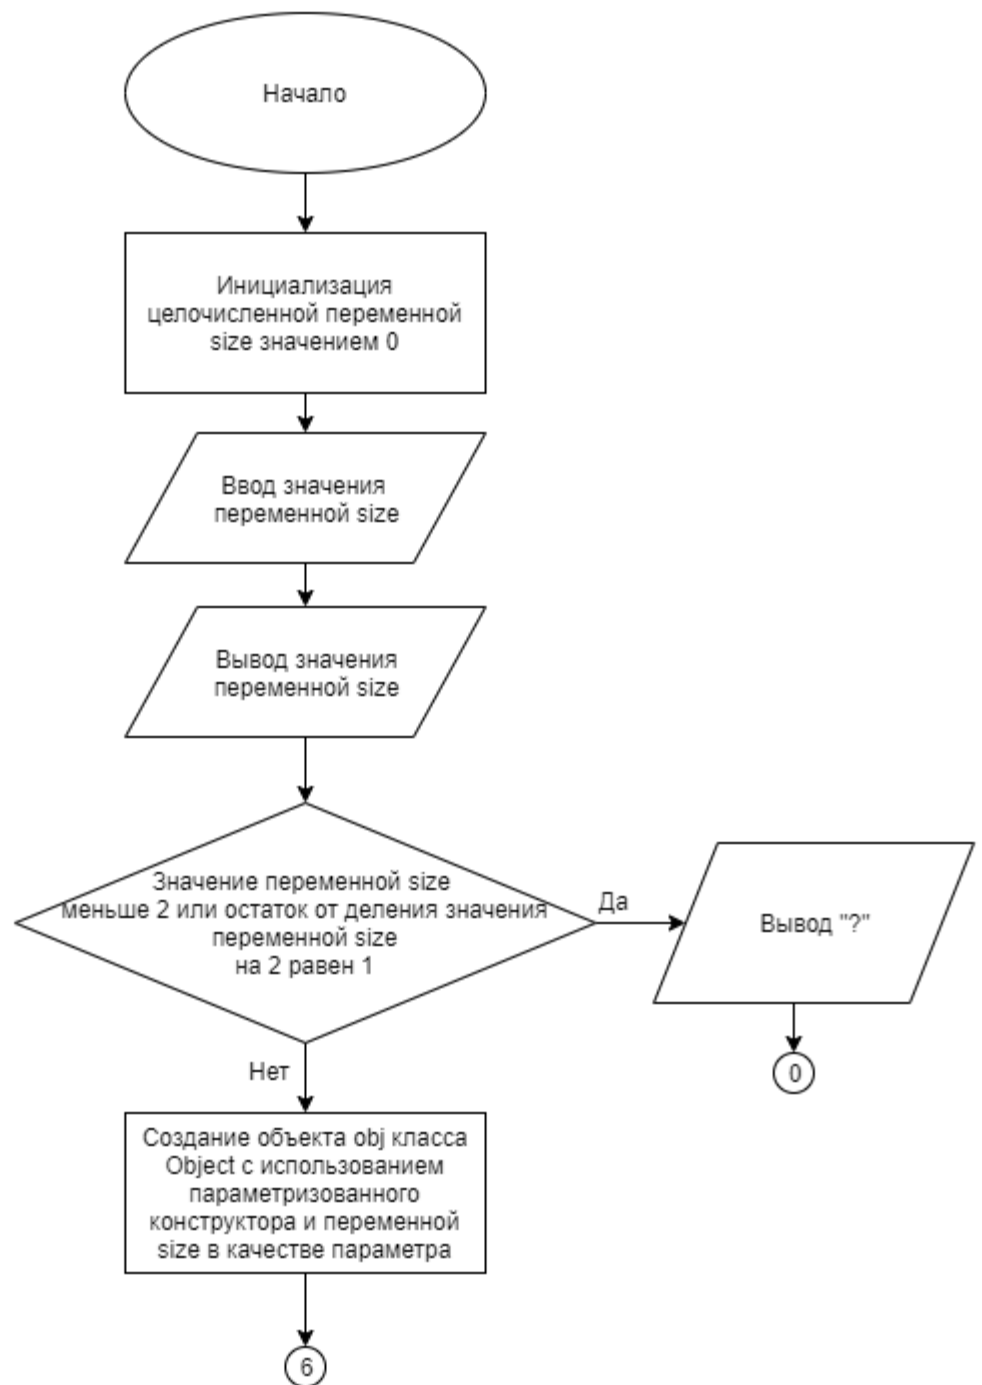 Начало
Инициализация
целочисленной переменной
size значением 0
Ввод значения
переменной size
Вывод значения
переменной size
Значение переменной size
меньше 2 или остаток от деления значения
переменной size
на 2 равен 1
Да
Вывод "?"
0
Нет
Создание объекта obj класса
Object с использованием
параметризованного
конструктора и переменной
size в качестве параметра
6